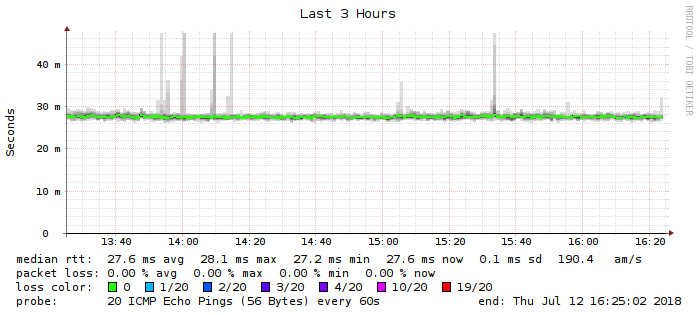 Last 3 Hours
RRDTOOL / TOBI OETIKER
Seconds
40 m
30 m
20 m
10 m
0
13:40 14:00 14:20 14:40 15:00 15:20 15:40 16:00 16:20
median rtt: 27.6 ms avg 28.1 ms max 27.2 ms min 27.6 ms now 0.1 ms sd 190.4 am/s
packet loss: 0.00 % avg 0.00 % max 0.00 % min 0.00 % now
loss color: 0 1/20 2/20 3/20 4/20 10/20 19/20
probe: 20 ICMP Echo Pings (56 Bytes) every 60s end: Thu Jul 12 16:25:02 2018